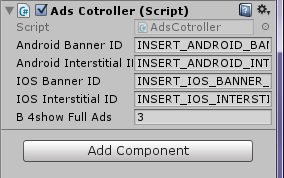 Ads Cotroller (Script)
Script AdsCotroller
Android Banner ID INSERT_ANDROID_BAN
Android Interstitial I INSERT_ANDROID_INT
IOS Banner ID INSERT_IOS_BANNER_
IOS Interstitial ID INSERT_IOS_INTERSTI
B 4show Full Ads 3
Add Component